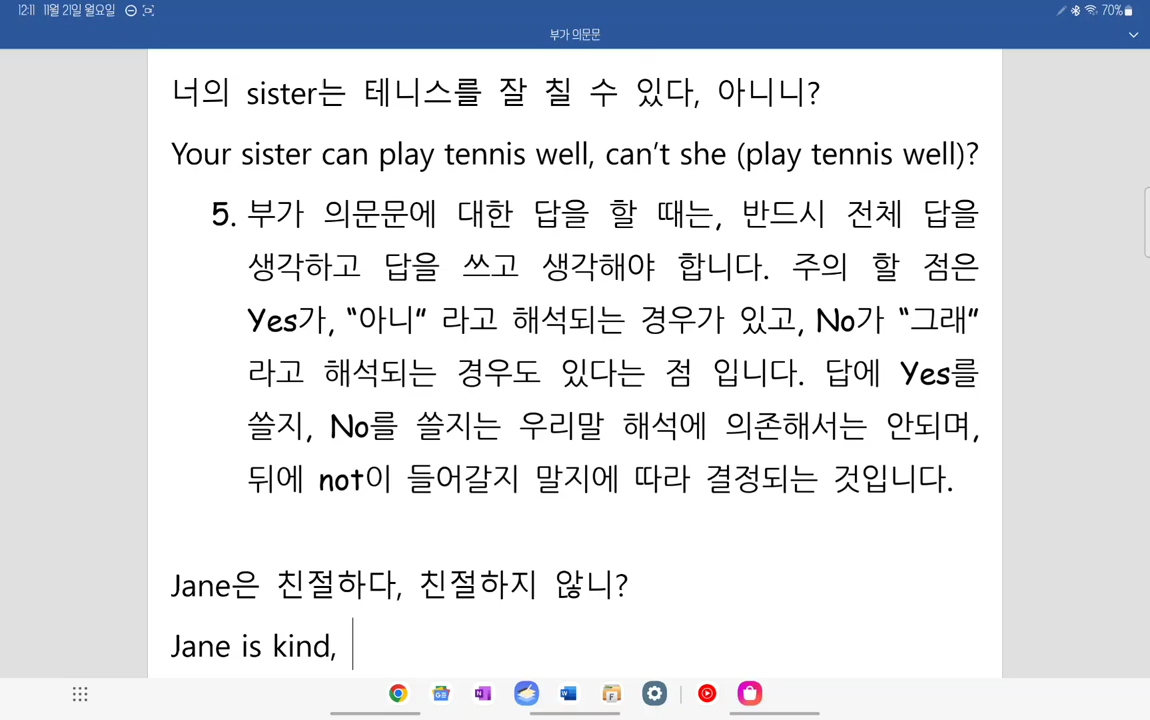 12:11 11월 21일 월요일
70%
부가 의문문
너의 sister는 테니스를 잘 칠 수 있다, 아니니?
Your sister can play tennis well, can't she (play tennis well)?
5. 부가 의문문에 대한 답을 할 때는, 반드시 전체 답을
생각하고 답을 쓰고 생각해야 합니다. 주의 할 점은
Yes가, “아니” 라고 해석되는 경우가 있고, No가 “그래”
라고 해석되는 경우도 있다는 점 입니다. 답에 Yes를
쓸지, No를 쓸지는 우리말 해석에 의존해서는 안되며,
뒤에 not이 들어갈지 말지에 따라 결정되는 것입니다.
Jane은 친절하다, 친절하지 않니?
Jane is kind,